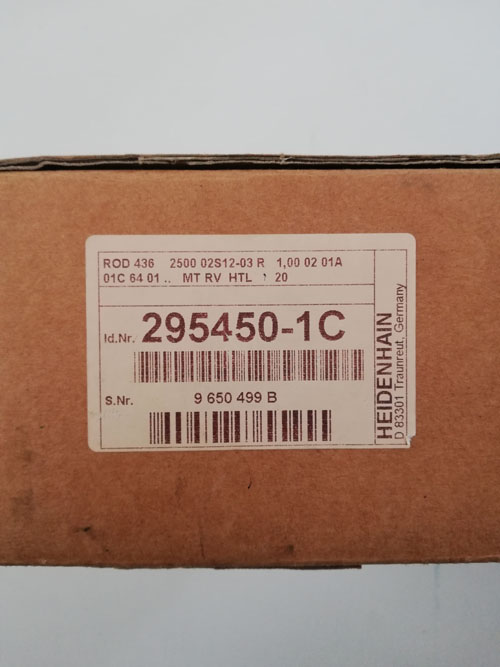 ROD 436 2500 02S12-03 R 1,00 02 01A
01C 64 01 .. MT RV HTL 20
Id.Nr. 295450-1C
S.Nr. 9 650 499 B
HEIDENHAIN
D 83301 Traunreut, Germany